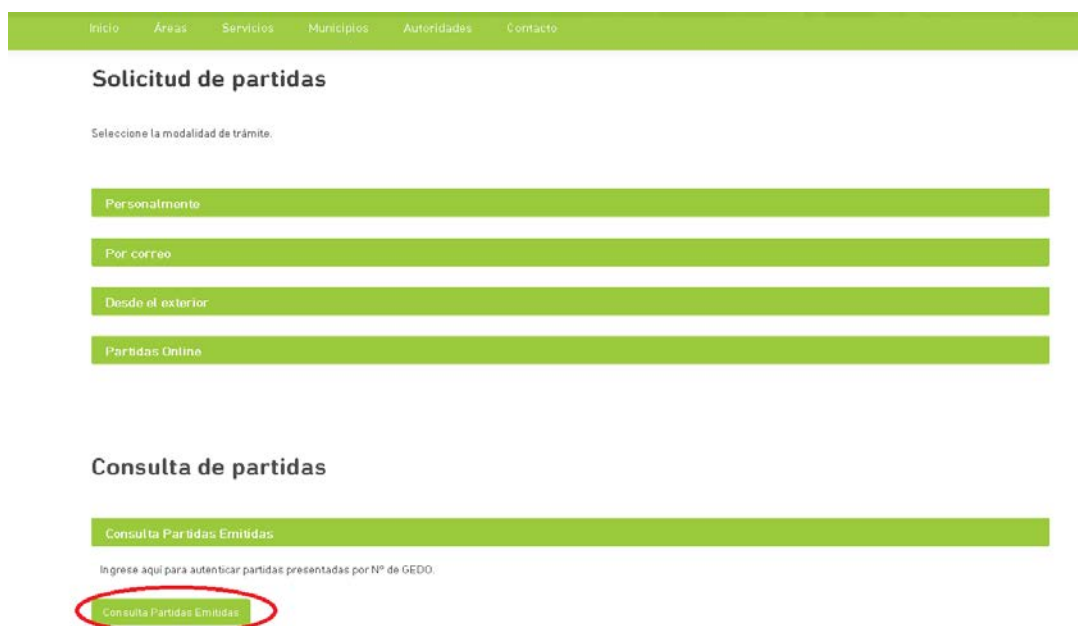 Inicio Áreas Servicios Municipios Autoridades Contacto
Solicitud de partidas
Seleccione la modalidad de trámite.
Personalmente
Por correo
Desde el exterior
Partidas Online
Consulta de partidas
Consulta Partidas Emitidas
Ingrese aquí para autenticar partidas presentadas por Nº de GEDO.
Consulta Partidas Emitidas